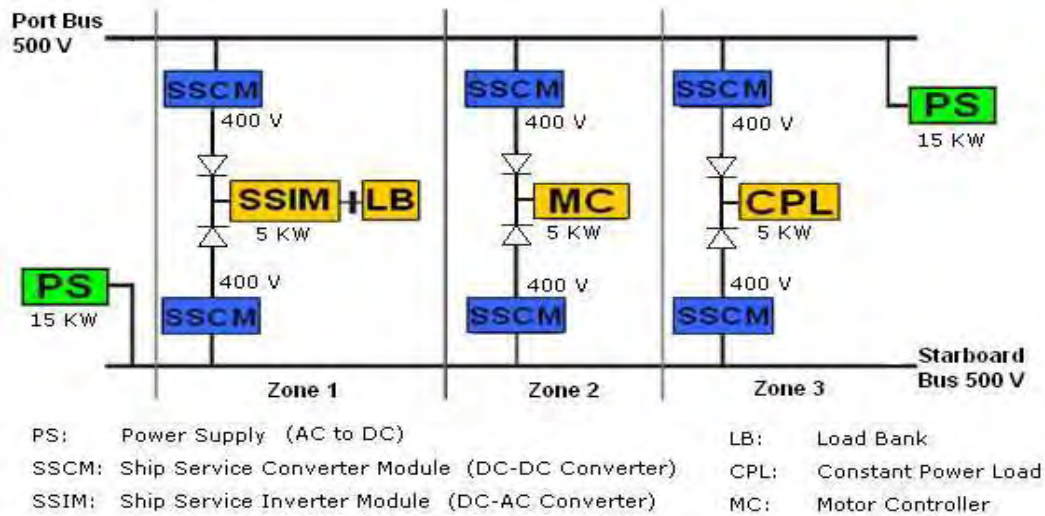 Port Bus
500 V
SSCM
SSCM
SSCM
PS
400 V
400 V
400 V
15 KW
SSIM
LB
MC
CPL
5 KW
5 KW
5 KW
PS
400 V
400 V
400 V
15 KW
SSCM
SSCM
SSCM
Starboard
Bus 500 V
Zone 1
Zone 2
Zone 3
PS: Power Supply (AC to DC)
SSCM: Ship Service Converter Module (DC-DC Converter)
SSIM: Ship Service Inverter Module (DC-AC Converter)
LB: Load Bank
CPL: Constant Power Load
MC: Motor Controller